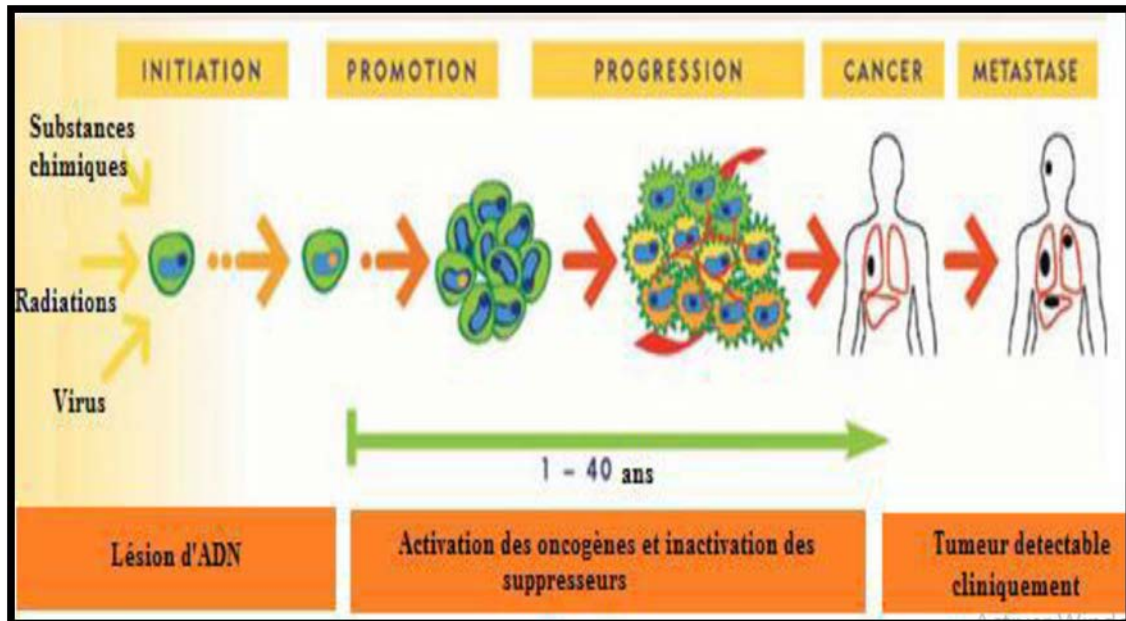 INITIATION
PROMOTION
PROGRESSION
CANCER
METASTASE
Substances
chimiques
Radiations
Virus
1 - 40 ans
Lésion d'ADN
Activation des oncogènes et inactivation des
suppresseurs
Tumeur detectable
cliniquement